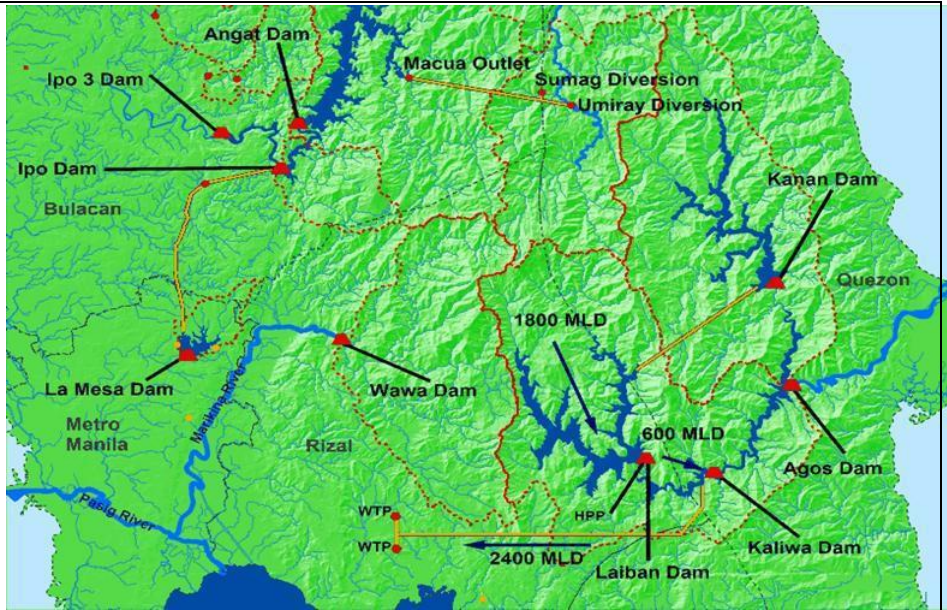 Angat Dam
Macua Outlet
Ipo 3 Dam
Sumag Diversion
Umiray Diversion
Ipo Dam
Kanan Dam
Bulacan
Quezon
1800 MLD
La Mesa Dam
Wawa Dam
Marikina River
Metro
Manila
Rizal
600 MLD
Agos Dam
Pasig River
WTP
HPP
WTP
Kaliwa Dam
2400 MLD
Laiban Dam